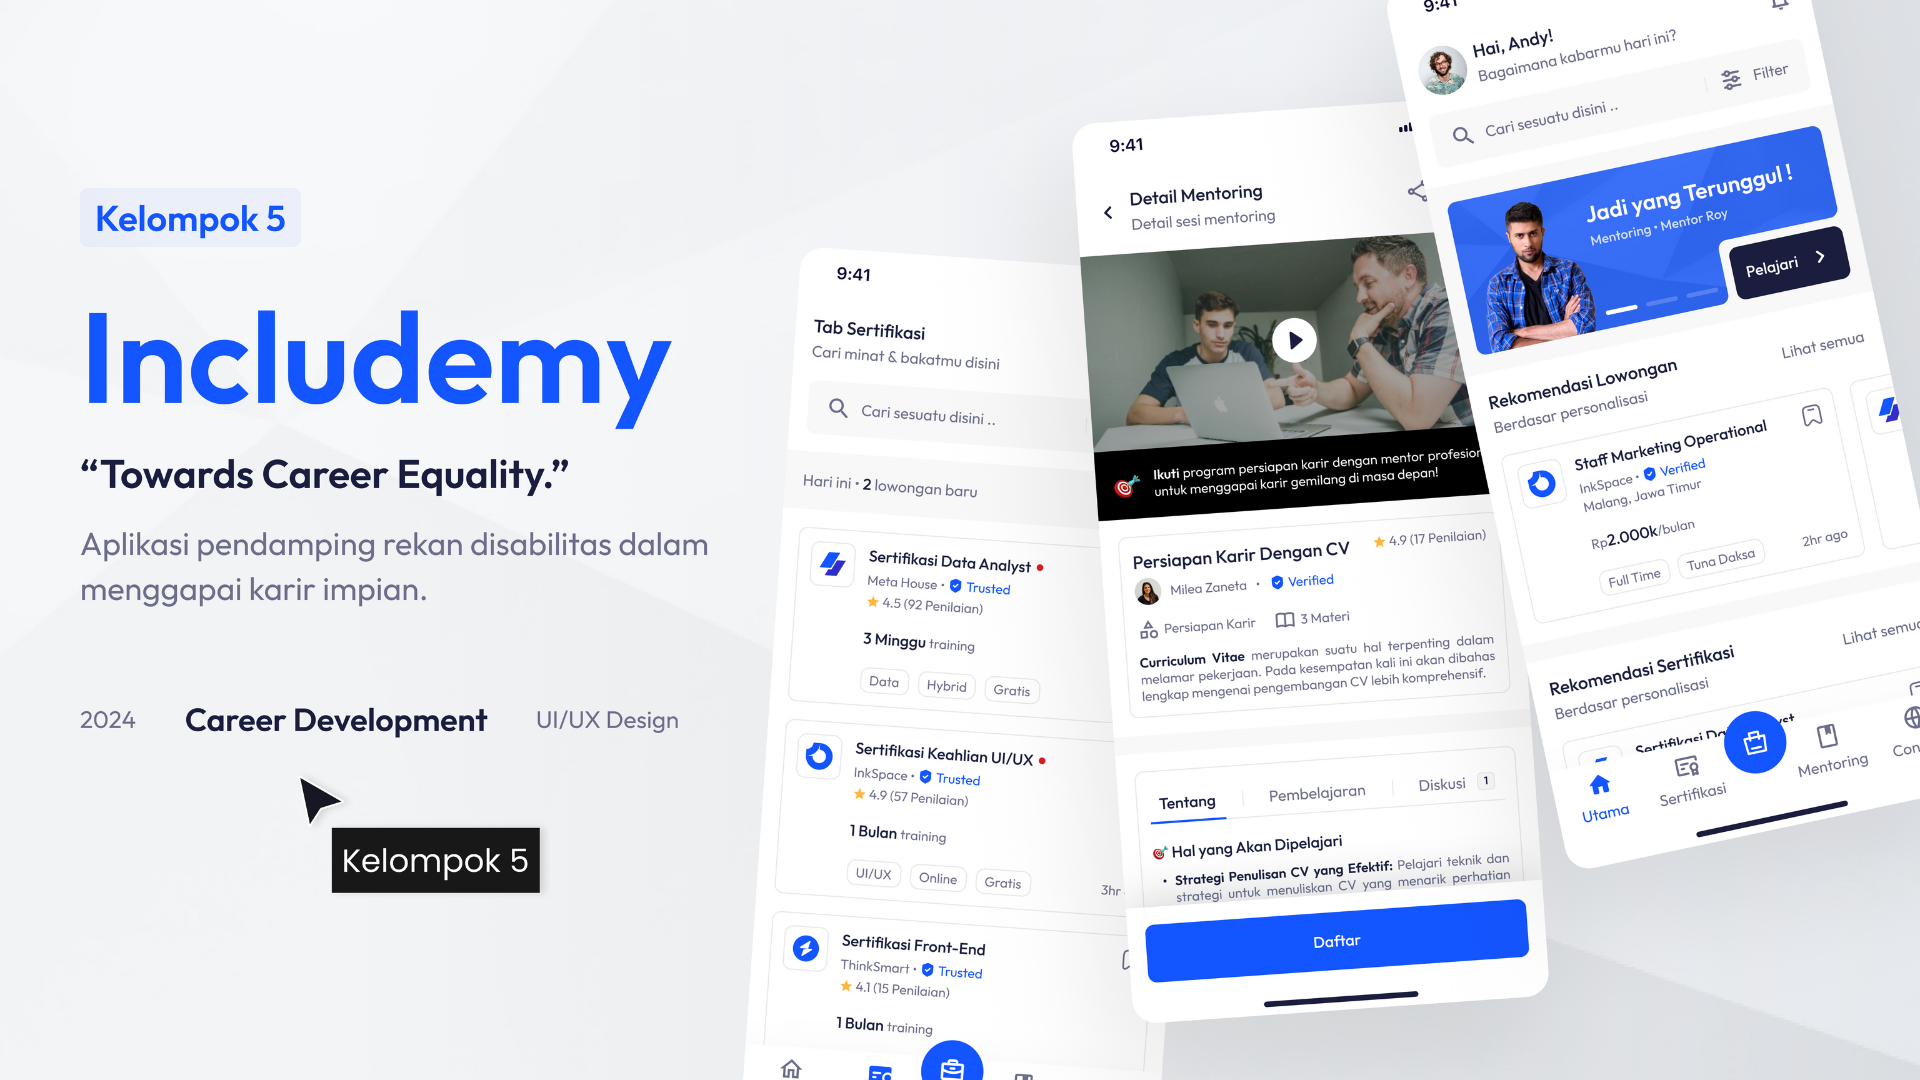 Kelompok 5
Includemy
“Towards Career Equality.”
Aplikasi pendamping rekan disabilitas dalam
menggapai karir impian.
2024
Career Development
UI/UX Design
Kelompok 5
9:41
Tab Sertifikasi
Cari minat & bakatmu disini
Cari sesuatu disini ..
Hari ini • 2 lowongan baru
Sertifikasi Data Analyst
Meta House • Trusted
4.5 (92 Penilaian)
3 Minggu training
Data Hybrid Gratis
Sertifikasi Keahlian UI/UX
InkSpace • Trusted
4.9 (57 Penilaian)
1 Bulan training
UI/UX Online Gratis
3hr
Sertifikasi Front-End
ThinkSmart • Trusted
4.1 (15 Penilaian)
1 Bulan training
9:41
Detail Mentoring
Detail sesi mentoring
Ikuti program persiapan karir dengan mentor profesion
untuk menggapai karir gemilang di masa depan!
Persiapan Karir Dengan CV
4.9 (17 Penilaian)
Milea Zaneta • Verified
Persiapan Karir 3 Materi
Curriculum Vitae merupakan suatu hal terpenting dalam
melamar pekerjaan. Pada kesempatan kali ini akan dibahas
lengkap mengenai pengembangan CV lebih komprehensif.
Tentang Pembelajaran Diskusi 1
Hal yang Akan Dipelajari
• Strategi Penulisan CV yang Efektif: Pelajari teknik dan
strategi untuk menuliskan CV yang menarik perhatian
Daftar
9:41
Hai, Andy!
Bagaimana kabarmu hari ini?
Cari sesuatu disini ..
Filter
Jadi yang Terunggul !
Mentoring • Mentor Roy
Pelajari
Rekomendasi Lowongan
Lihat semua
Berdasar personalisasi
Staff Marketing Operational
InkSpace • Verified
Malang, Jawa Timur
Rp2.000k/bulan
Full Time Tuna Daksa
2hr ago
Rekomendasi Sertifikasi
Lihat semua
Berdasar personalisasi
Utama Sertifikasi Mentoring Con